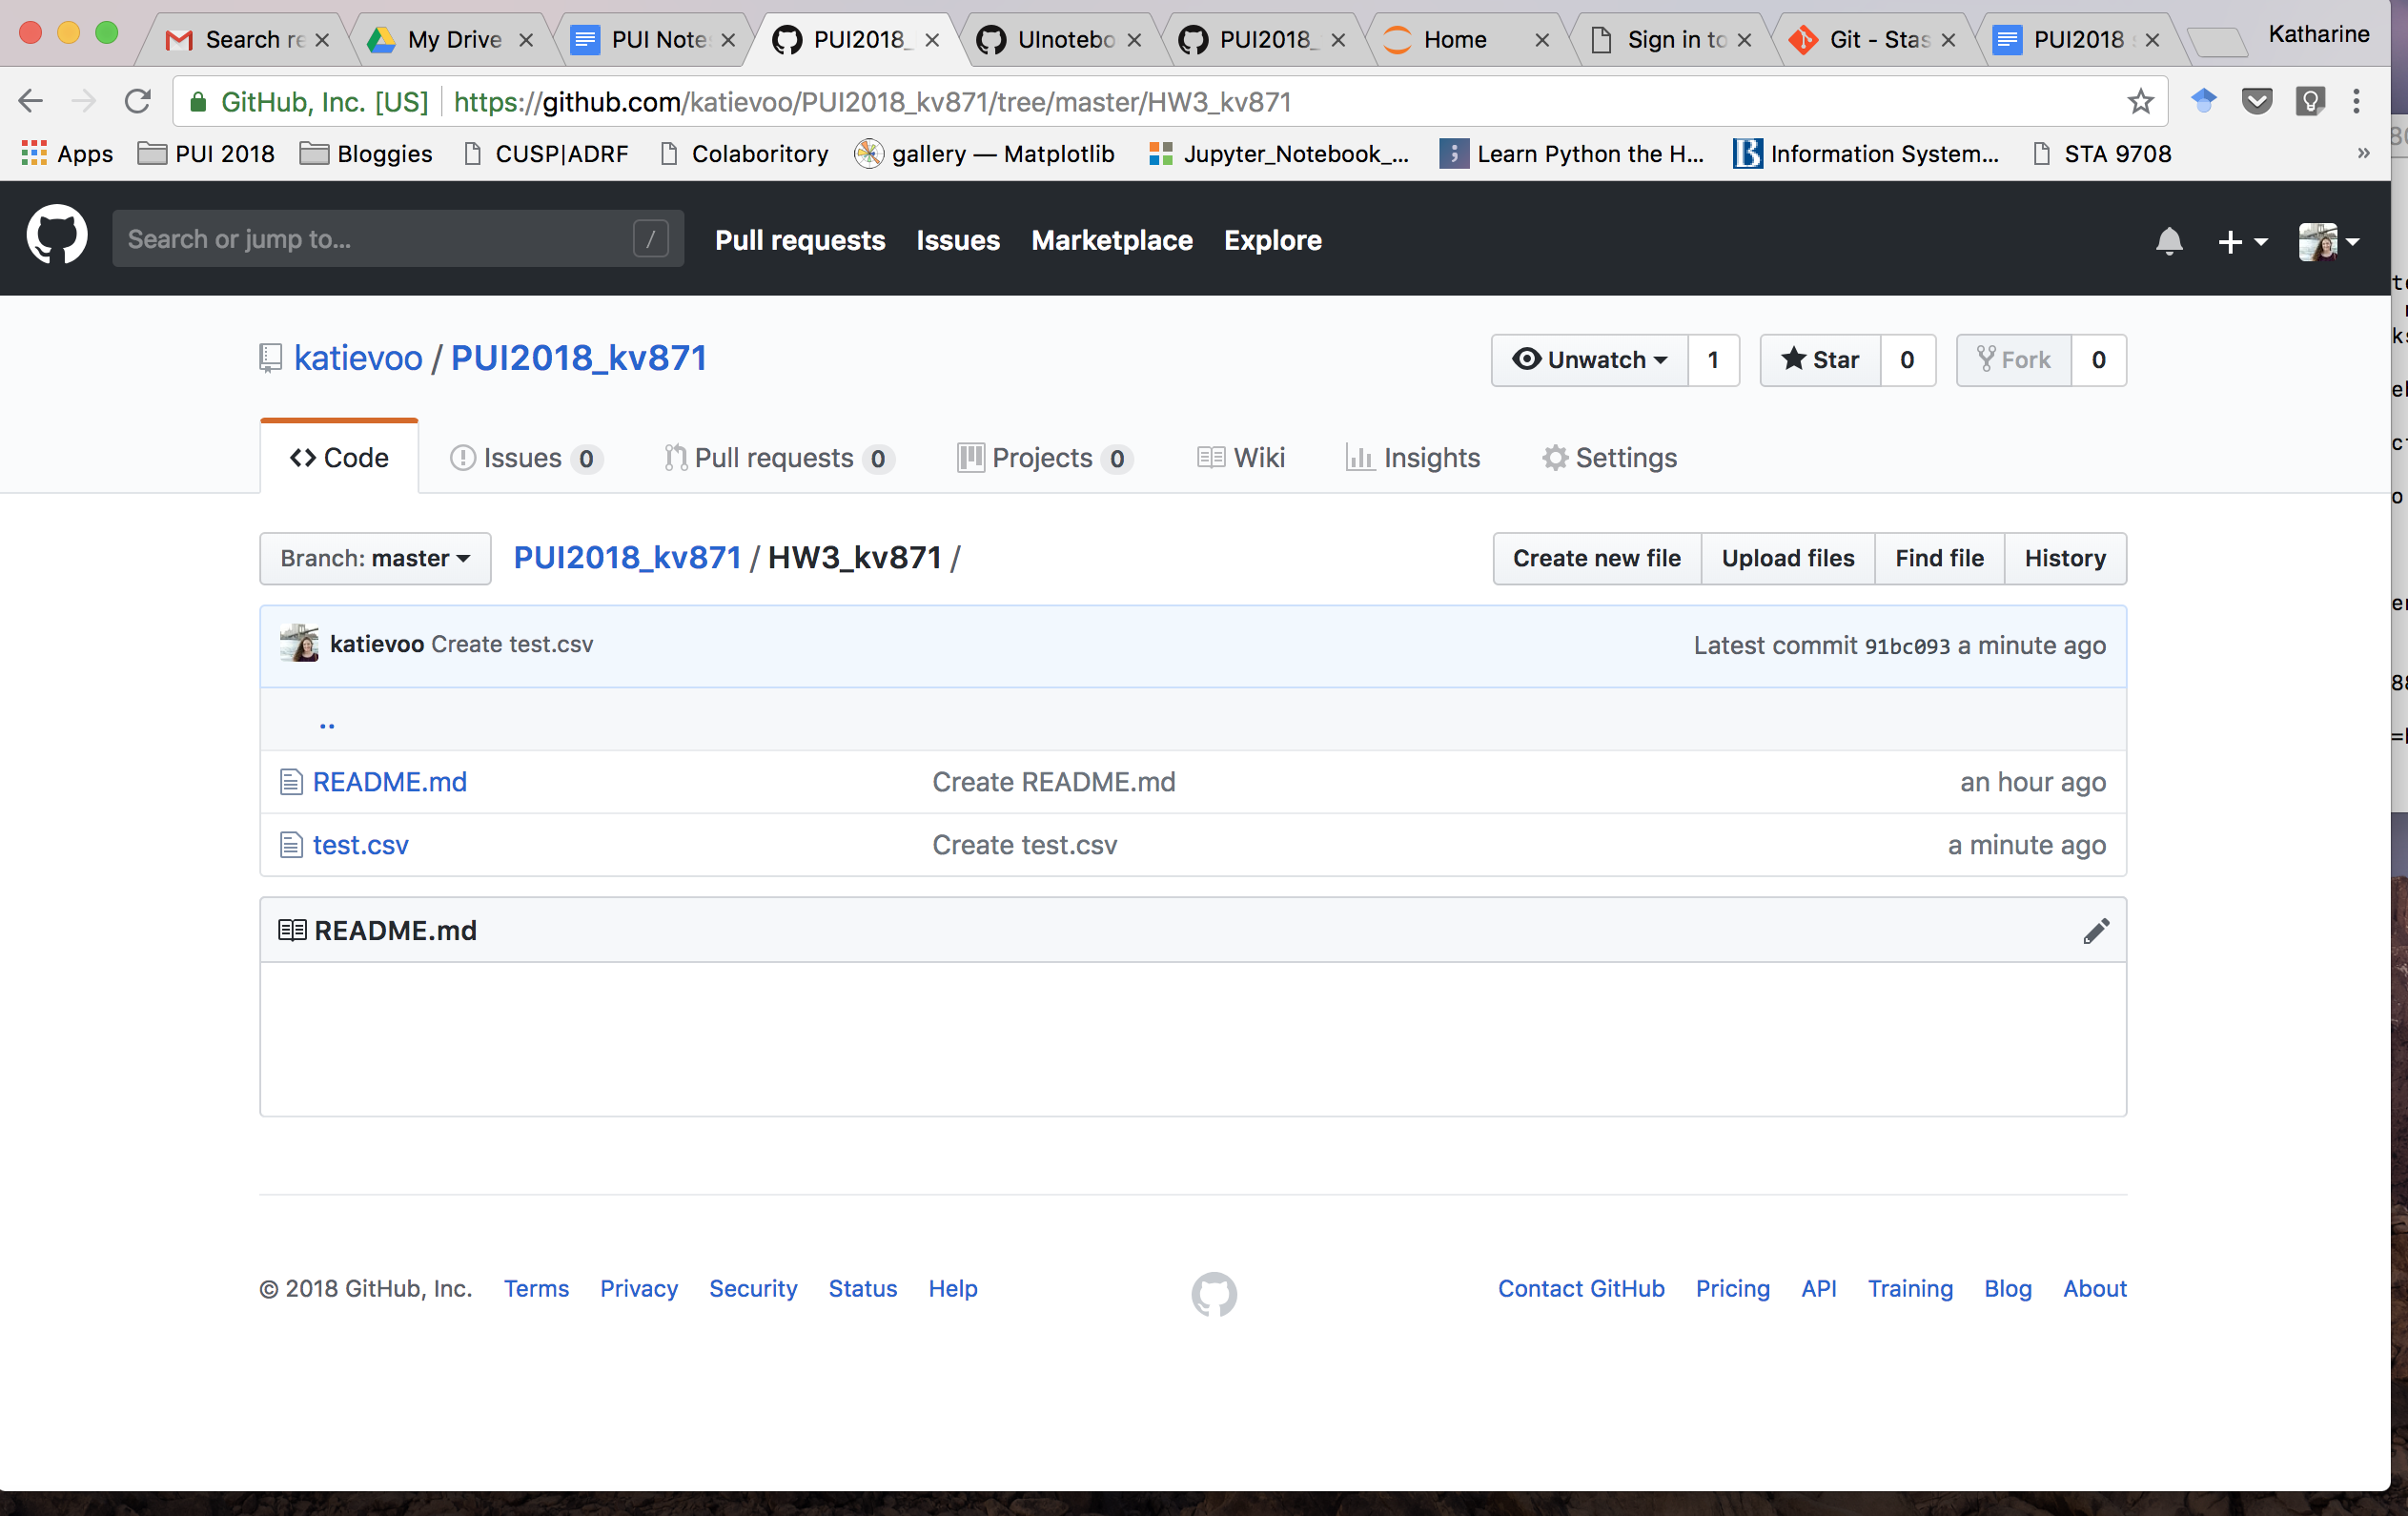 Search re My Drive PUI Note PUI2018_ UInotebo PUI2018_ Home Sign in to Git - Stas PUI2018 Katharine
GitHub, Inc. [US] https://github.com/katievoo/PUI2018_kv871/tree/master/HW3_kv871
Apps PUI 2018 Bloggies CUSP|ADRF Colaboritory gallery — Matplotlib Jupyter_Notebook_... Learn Python the H... Information System... STA 9708 »
Search or jump to... / Pull requests Issues Marketplace Explore
katievoo / PUI2018_kv871 Unwatch 1 Star 0 Fork 0
Code Issues 0 Pull requests 0 Projects 0 Wiki Insights Settings
Branch: master PUI2018_kv871 / HW3_kv871 / Create new file Upload files Find file History
katievoo Create test.csv Latest commit 91bc093 a minute ago
..
README.md Create README.md an hour ago
test.csv Create test.csv a minute ago
README.md
© 2018 GitHub, Inc. Terms Privacy Security Status Help Contact GitHub Pricing API Training Blog About